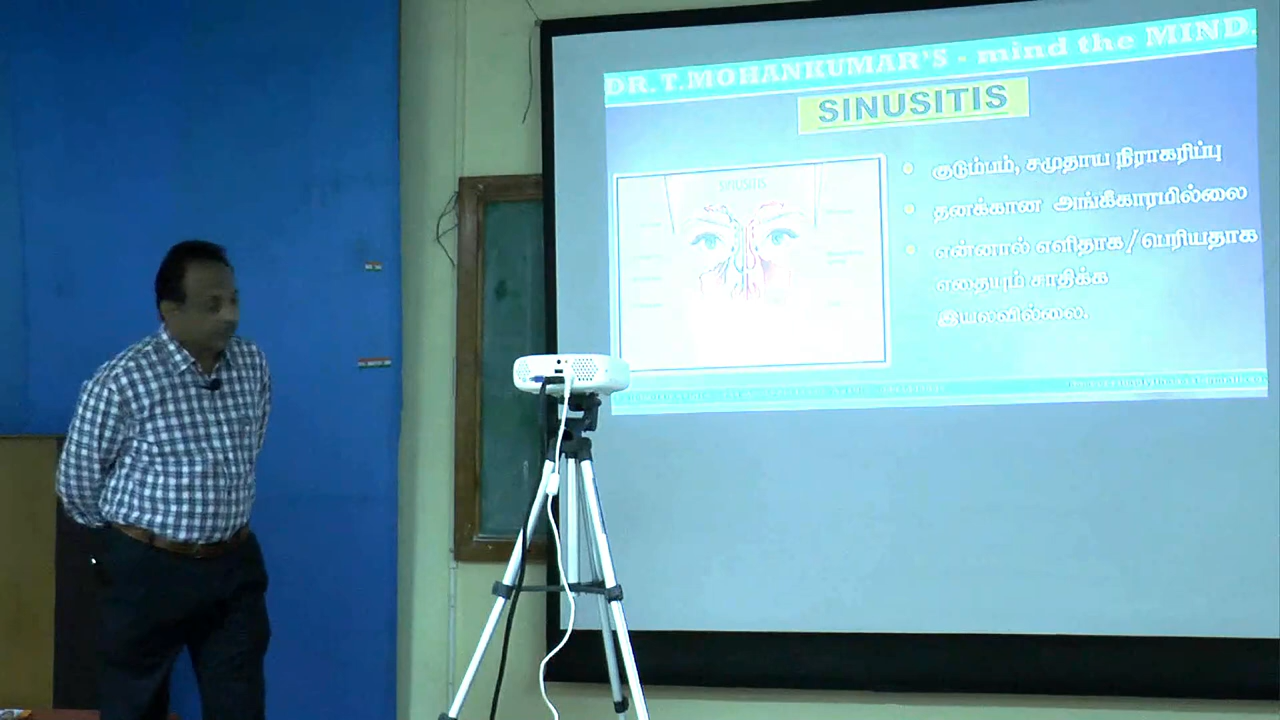 DR. T.MOHANKUMAR'S - mind the MIND.
SINUSITIS
SINUSITIS
• குடும்பம், சமுதாய நிராகரிப்பு
• தனக்கான அங்கீகாரமில்லை
• என்னால் எளிதாக / பெரியதாக
எதையும் சாதிக்க
இயலவில்லை.